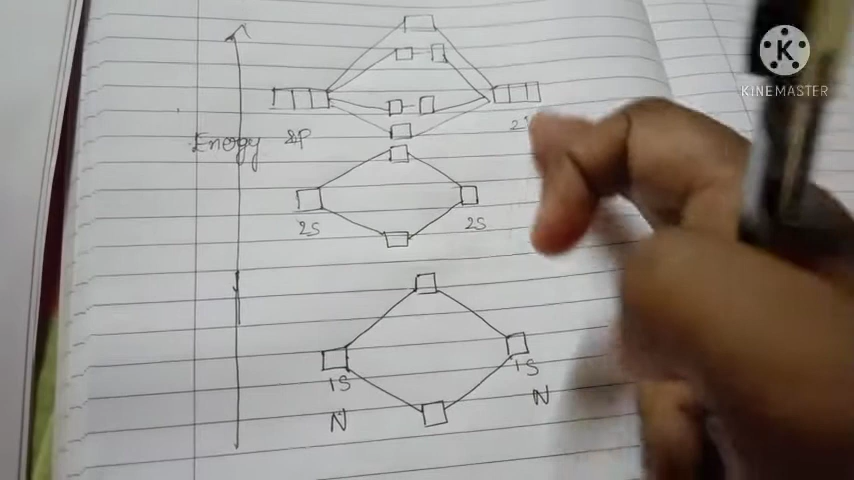 K
KINEMASTER
Energy 2P
2S 2S
1S 1S
N N